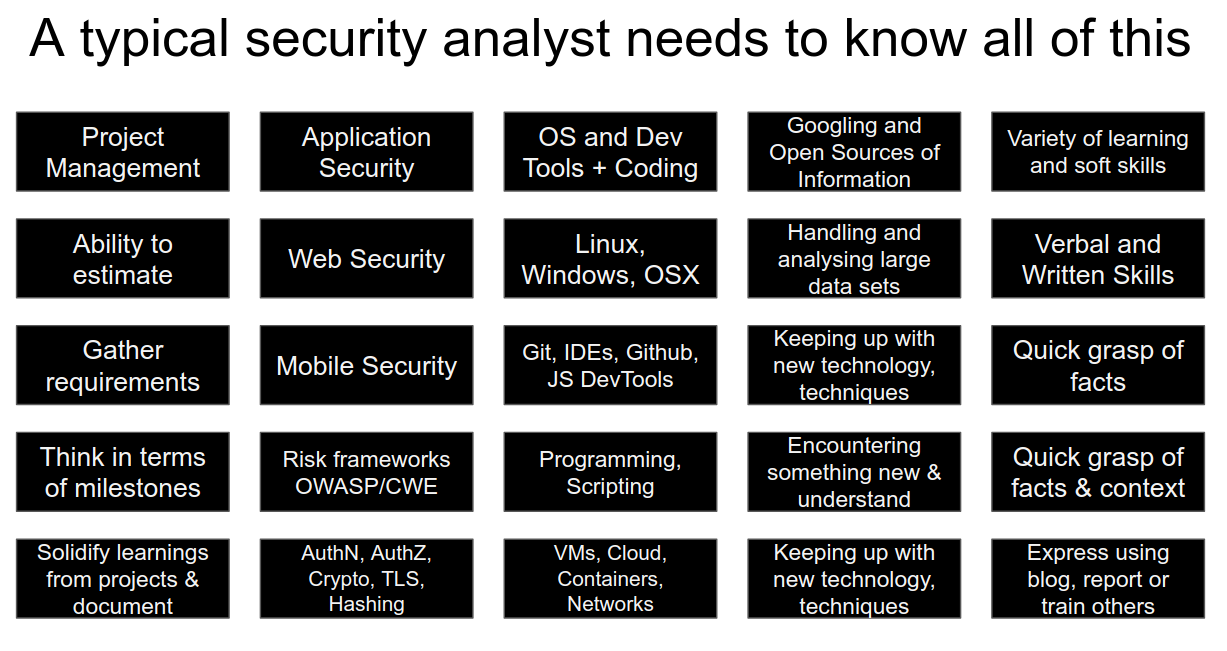 A typical security analyst needs to know all of this
Project
Management
Application
Security
OS and Dev
Tools + Coding
Googling and
Open Sources of
Information
Variety of learning
and soft skills
Ability to
estimate
Web Security
Linux,
Windows, OSX
Handling and
analysing large
data sets
Verbal and
Written Skills
Gather
requirements
Mobile Security
Git, IDEs, Github,
JS DevTools
Keeping up with
new technology,
techniques
Quick grasp of
facts
Think in terms
of milestones
Risk frameworks
OWASP/CWE
Programming,
Scripting
Encountering
something new &
understand
Quick grasp of
facts & context
Solidify learnings
from projects &
document
AuthN, AuthZ,
Crypto, TLS,
Hashing
VMs, Cloud,
Containers,
Networks
Keeping up with
new technology,
techniques
Express using
blog, report or
train others